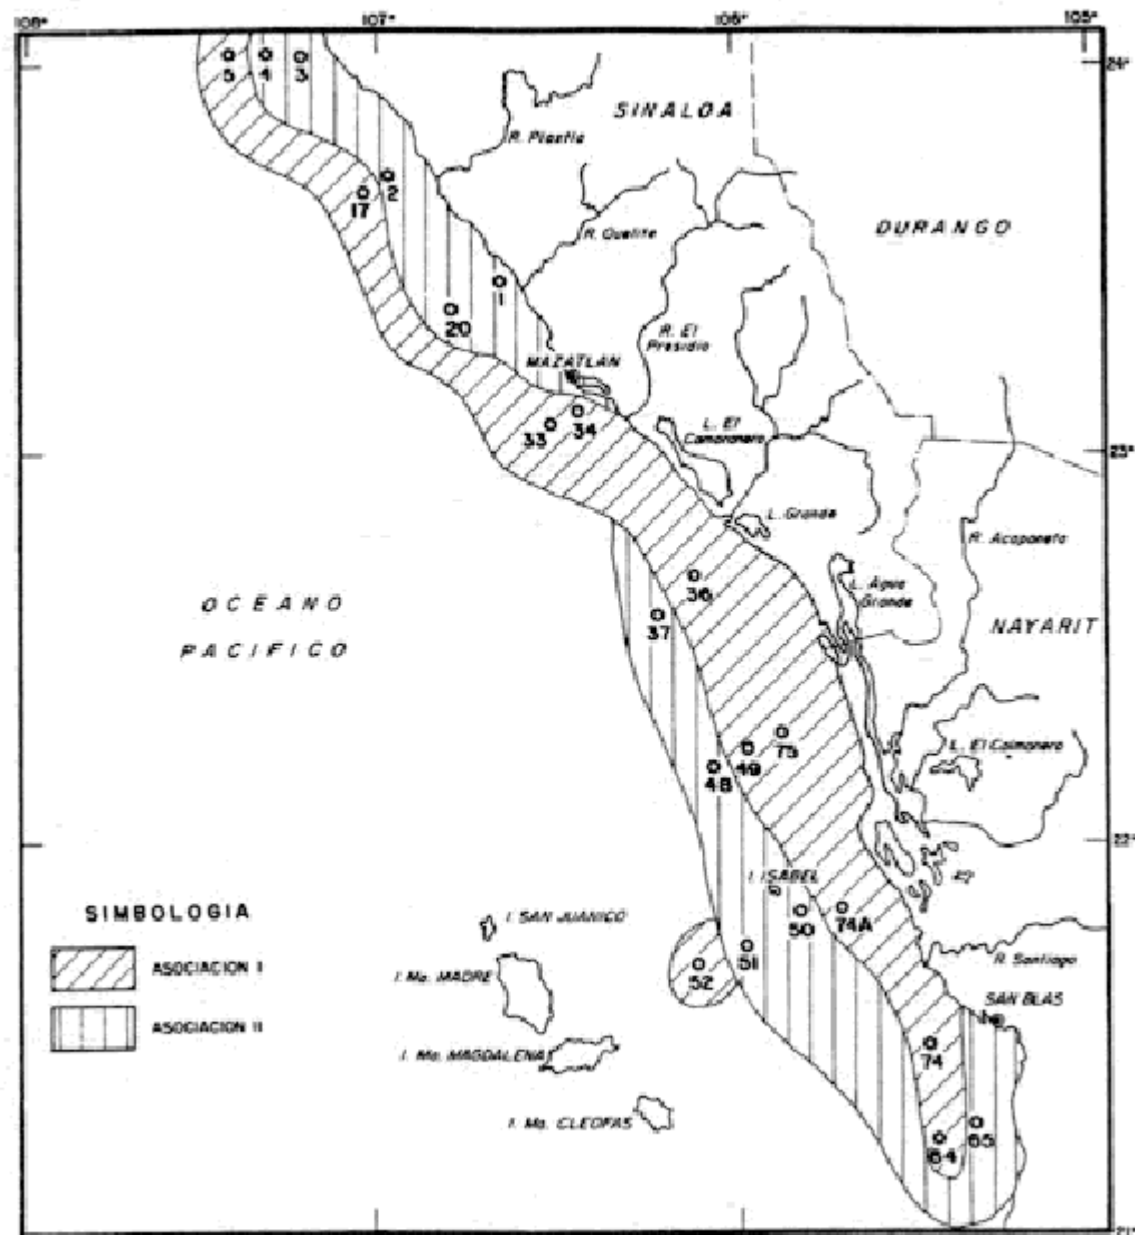 108° 107° 106° 105°
24°
5 4 3
SINALOA
R. Piaxtla
2
17
DURANGO
R. Quelite
1
20
R. El
Presidio
MAZATLAN
34
33
L. El
Camaronero
23°
L. Grande
R. Acaponeta
36
L. Agua
Grande
OCEANO
PACIFICO
37
NAYARIT
75
49
48
L. El Caimanero
22°
I. ISABEL
SIMBOLOGIA
I. SAN JUANICO
50
74A
ASOCIACION I
51
52
R. Santiago
I. Ma. MADRE
SAN BLAS
ASOCIACION II
74
I. Ma. MAGDALENA
I. Ma. CLEOFAS
65
64
21°